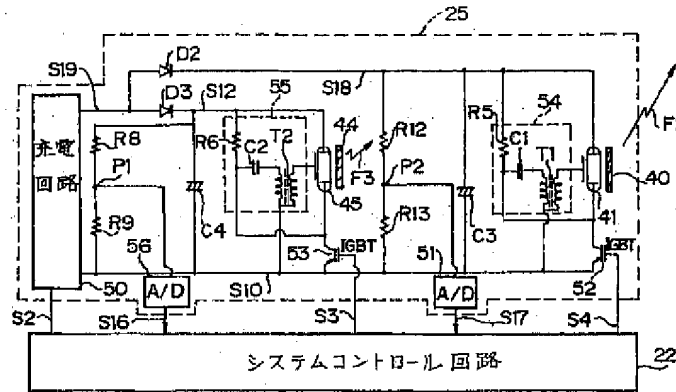 25
D2
S19
D3
S12
55
S18
54
R8
R6
C2
T2
44
R12
R5
C1
T1
F
充電回路
P1
F3
P2
40
45
41
R9
C4
R13
C3
53
IGBT
IGBT
56
51
52
A/D
S10
A/D
50
S2
S16
S3
S17
S4
システムコントロール回路
22